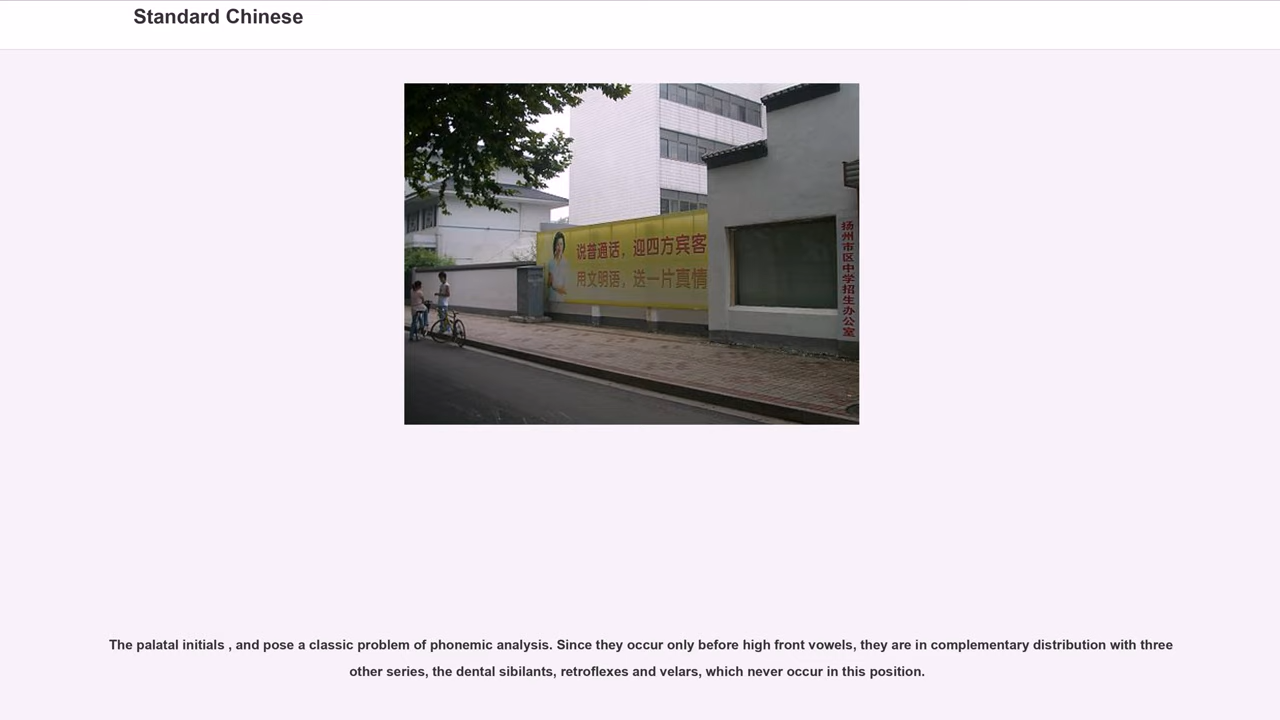 Standard Chinese
说普通话，迎四方宾客
用文明语，送一片真情
扬州市区中学招生办公室
The palatal initials , and pose a classic problem of phonemic analysis. Since they occur only before high front vowels, they are in complementary distribution with three
other series, the dental sibilants, retroflexes and velars, which never occur in this position.